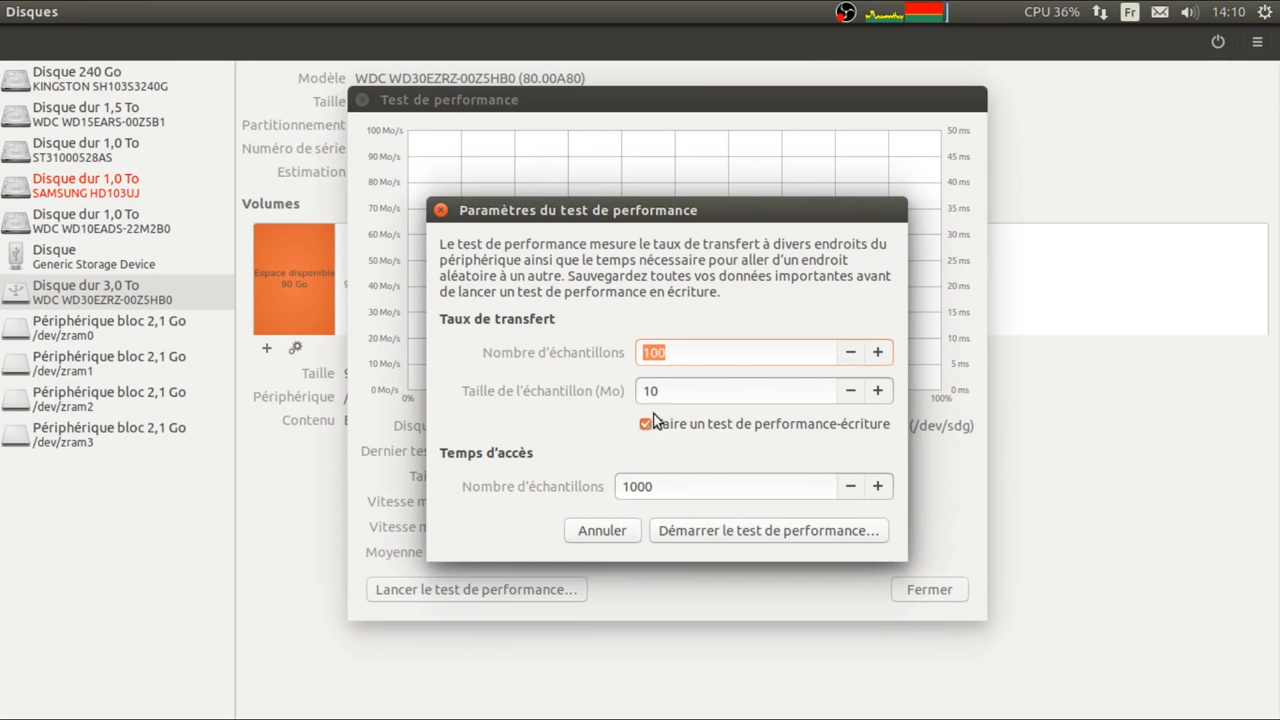 Disques
CPU 36%
Fr
14:10
Disque 240 Go
KINGSTON SH103S3240G
Disque dur 1,5 To
WDC WD15EARS-00Z5B1
Disque dur 1,0 To
ST31000528AS
Disque dur 1,0 To
SAMSUNG HD103UJ
Disque dur 1,0 To
WDC WD10EADS-22M2B0
Disque
Generic Storage Device
Disque dur 3,0 To
WDC WD30EZRZ-00Z5HB0
Périphérique bloc 2,1 Go
/dev/zram0
Périphérique bloc 2,1 Go
/dev/zram1
Périphérique bloc 2,1 Go
/dev/zram2
Périphérique bloc 2,1 Go
/dev/zram3
Modèle WDC WD30EZRZ-00Z5HB0 (80.00A80)
Taille
Partitionnement
Numéro de série
Estimation
Volumes
Espace disponible
90 Go
Taille
Périphérique /
Contenu
Test de performance
100 Mo/s
90 Mo/s
80 Mo/s
70 Mo/s
60 Mo/s
50 Mo/s
40 Mo/s
30 Mo/s
20 Mo/s
10 Mo/s
0 Mo/s
50 ms
45 ms
40 ms
35 ms
30 ms
25 ms
20 ms
15 ms
10 ms
5 ms
0 ms
0%
100%
Disqu
(/dev/sdg)
Dernier tes
Tai
Vitesse m
Vitesse m
Moyenne
Lancer le test de performance…
Fermer
Paramètres du test de performance
Le test de performance mesure le taux de transfert à divers endroits du
périphérique ainsi que le temps nécessaire pour aller d’un endroit
aléatoire à un autre. Sauvegardez toutes vos données importantes avant
de lancer un test de performance en écriture.
Taux de transfert
Nombre d’échantillons 100 − +
Taille de l’échantillon (Mo) 10 − +
aire un test de performance-écriture
Temps d’accès
Nombre d’échantillons 1000 − +
Annuler
Démarrer le test de performance…